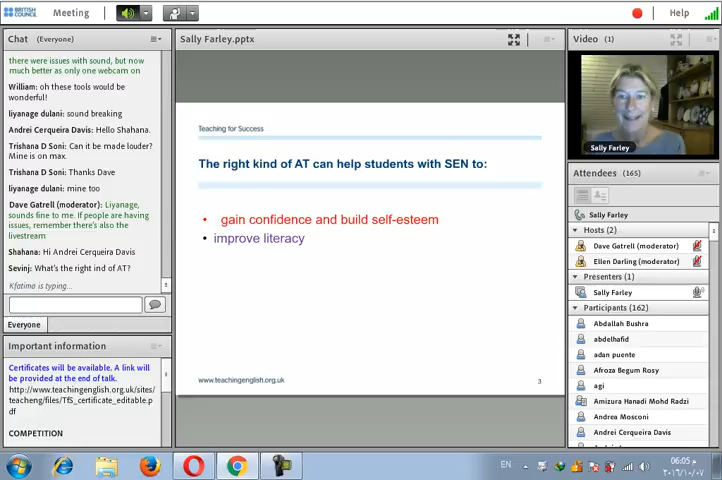 BRITISH
COUNCIL
Meeting
Help
Chat (Everyone)
there were issues with sound, but now
much better as only one webcam on
William: oh these tools would be
wonderful!
liyanage dulani: sound breaking
Andrei Cerqueira Davis: Hello Shahana.
Trishana D Soni: Can it be made louder?
Mine is on max.
Trishana D Soni: Thanks Dave
liyanage dulani: mine too
Dave Gatrell (moderator): Liyanage,
sounds fine to me. If people are having
issues, remember there's also the
livestream
Shahana: Hi Andrei Cerqueira Davis
Sevinj: What's the right ind of AT?
Kfatima is typing...
Everyone
Important information
Certificates will be available. A link will
be provided at the end of talk.
http://www.teachingenglish.org.uk/sites/
teacheng/files/TfS_certificate_editable.p
df
COMPETITION
Sally Farley.pptx
Teaching for Success
The right kind of AT can help students with SEN to:
• gain confidence and build self-esteem
• improve literacy
www.teachingenglish.org.uk
3
Video (1)
Sally Farley
Attendees (165)
Sally Farley
Hosts (2)
Dave Gatrell (moderator)
Ellen Darling (moderator)
Presenters (1)
Sally Farley
Participants (162)
Abdallah Bushra
abdelhafid
adan puente
Afroza Begum Rosy
agi
Amizura Hanadi Mohd Radzi
Andrea Mosconi
Andrei Cerqueira Davis
EN
06:05 م
٢٠١٦/١٠/٠٧